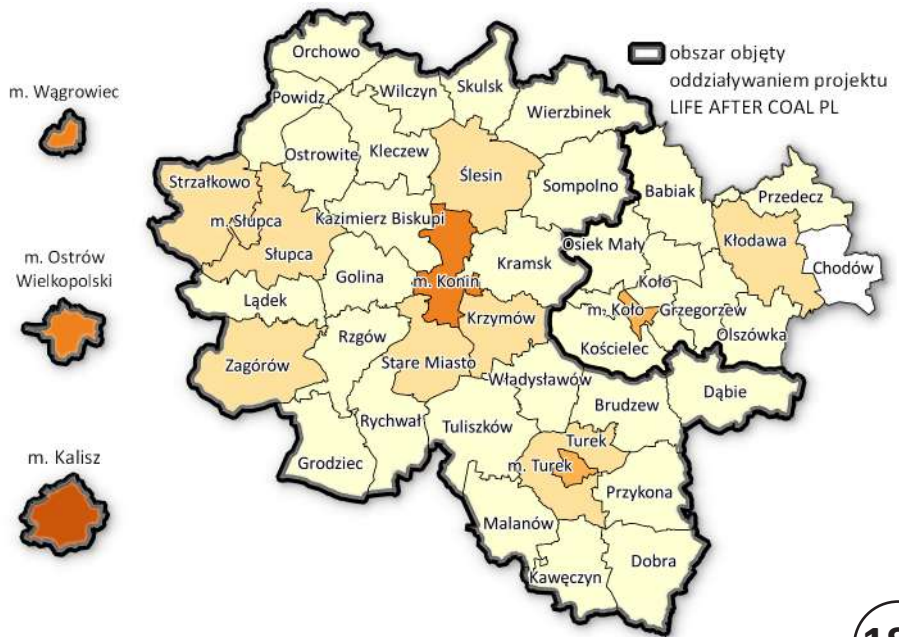 m. Wągrowiec
m. Ostrów
Wielkopolski
m. Kalisz
obszar objęty
oddziaływaniem projektu
LIFE AFTER COAL PL
Orchowo
Powidz
Wilczyn
Skulsk
Wierzbinek
Ostrowite
Kleczew
Ślesin
Sompolno
Strzałkowo
m. Słupca
Słupca
Kazimierz Biskupi
Babiak
Przedecz
Kłodawa
Chodów
Osiek Mały
Golina
m. Konin
Kramsk
Koło
m. Koło
Grzegorzew
Olszówka
Kościelec
Lądek
Rzgów
Krzymów
Zagórów
Stare Miasto
Władysławów
Brudzew
Dąbie
Rychwał
Tuliszków
Turek
m. Turek
Grodziec
Przykona
Malanów
Kawęczyn
Dobra